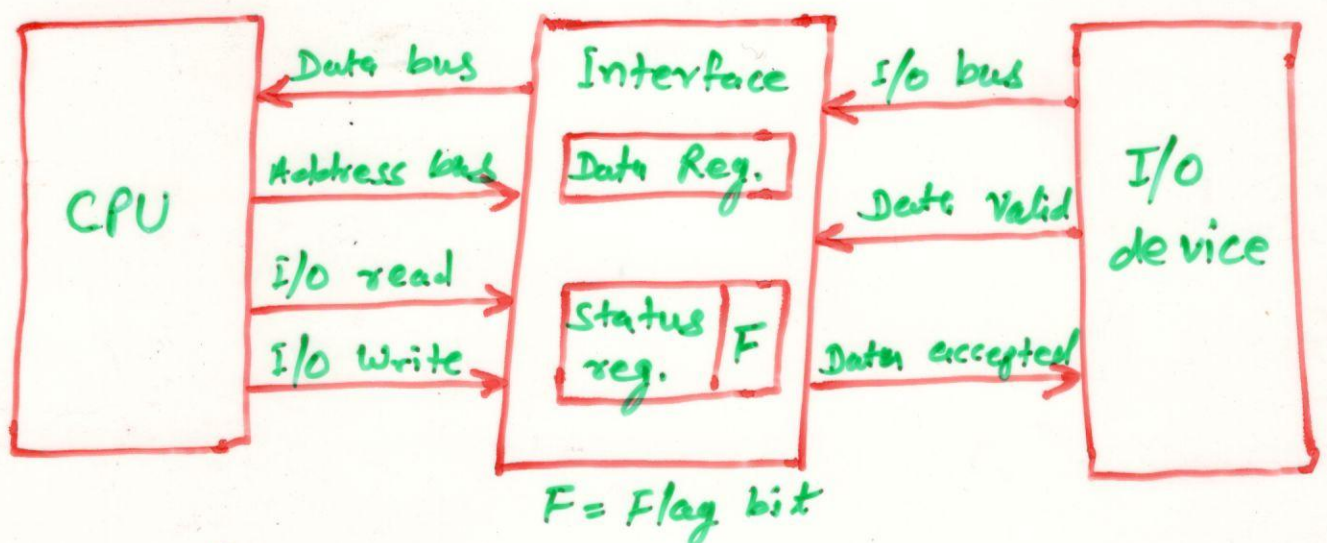 CPU
Data bus
Address bus
I/O read
I/O Write
Interface
Data Reg.
Status
reg.
F
I/O bus
Data Valid
Data accepted
I/O
device
F = Flag bit